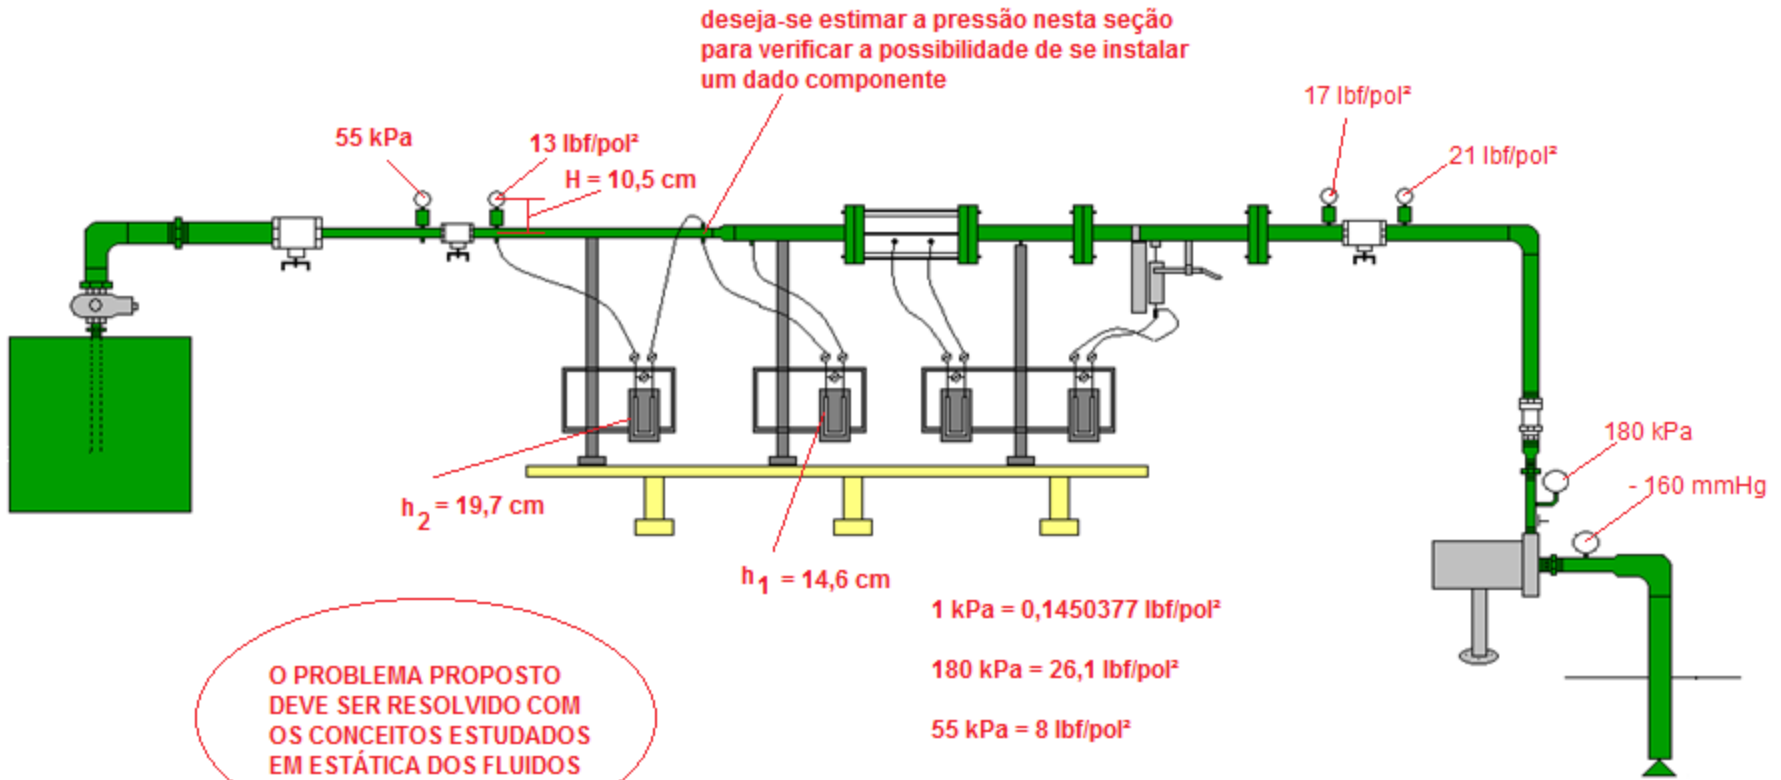 deseja-se estimar a pressão nesta seção
para verificar a possibilidade de se instalar
um dado componente
17 lbf/pol²
55 kPa
13 lbf/pol²
21 lbf/pol²
H = 10,5 cm
180 kPa
- 160 mmHg
h2 = 19,7 cm
h1 = 14,6 cm
1 kPa = 0,1450377 lbf/pol²
180 kPa = 26,1 lbf/pol²
55 kPa = 8 lbf/pol²
O PROBLEMA PROPOSTO
DEVE SER RESOLVIDO COM
OS CONCEITOS ESTUDADOS
EM ESTÁTICA DOS FLUIDOS